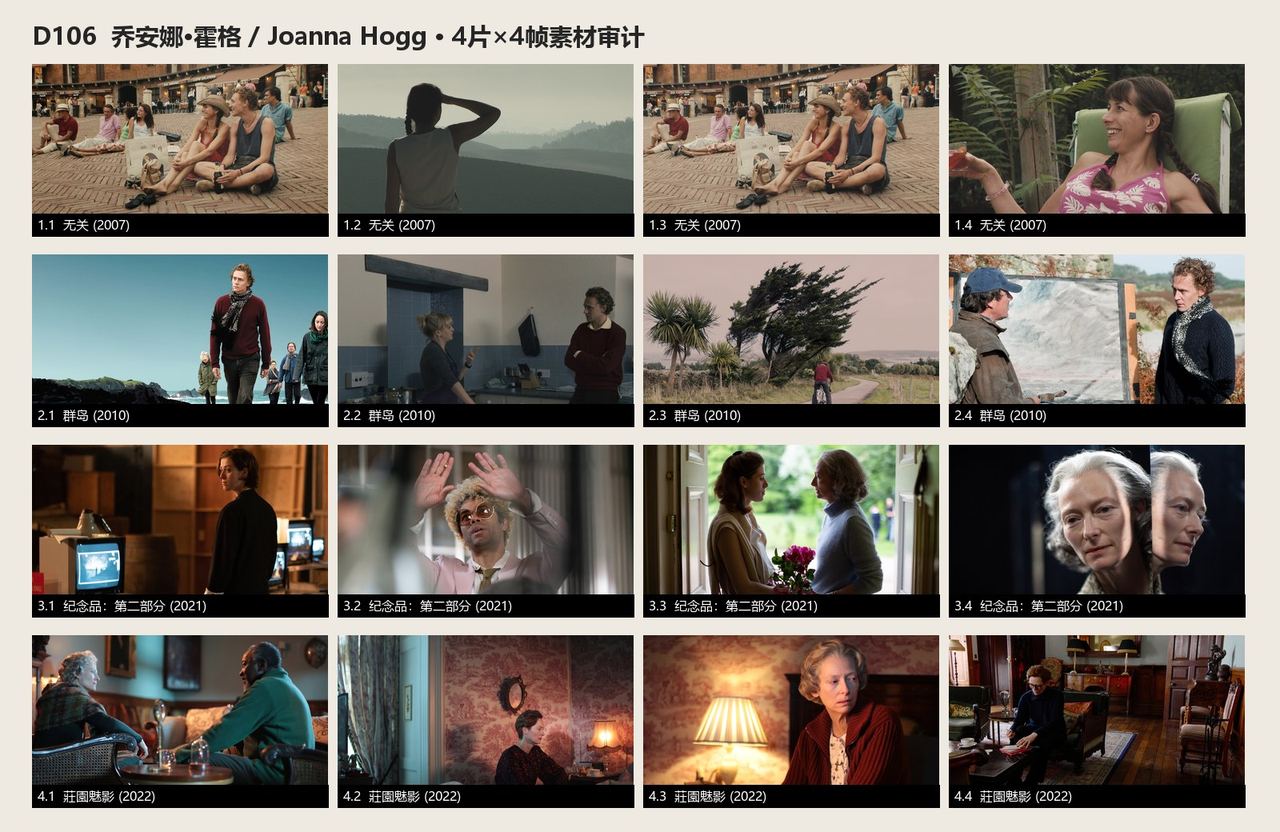 D106 乔安娜•霍格 / Joanna Hogg • 4片×4帧素材审计
1.1 无关 (2007)
1.2 无关 (2007)
1.3 无关 (2007)
1.4 无关 (2007)
2.1 群岛 (2010)
2.2 群岛 (2010)
2.3 群岛 (2010)
2.4 群岛 (2010)
3.1 纪念品：第二部分 (2021)
3.2 纪念品：第二部分 (2021)
3.3 纪念品：第二部分 (2021)
3.4 纪念品：第二部分 (2021)
4.1 莊園魅影 (2022)
4.2 莊園魅影 (2022)
4.3 莊園魅影 (2022)
4.4 莊園魅影 (2022)